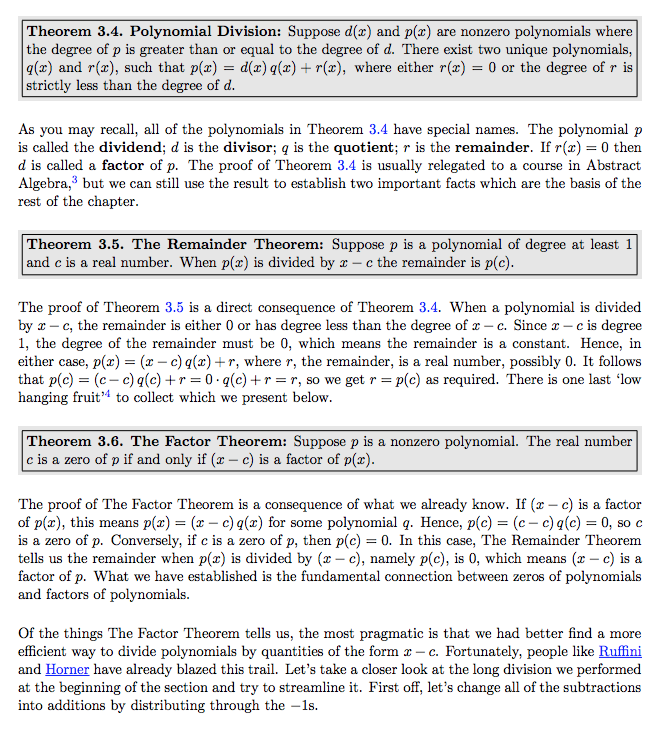 Theorem 3.4. Polynomial Division: Suppose d(x) and p(x) are nonzero polynomials where
the degree of p is greater than or equal to the degree of d. There exist two unique polynomials,
q(x) and r(x), such that p(x) = d(x) q(x) + r(x), where either r(x) = 0 or the degree of r is
strictly less than the degree of d.
As you may recall, all of the polynomials in Theorem 3.4 have special names. The polynomial p
is called the dividend; d is the divisor; q is the quotient; r is the remainder. If r(x) = 0 then
d is called a factor of p. The proof of Theorem 3.4 is usually relegated to a course in Abstract
Algebra,³ but we can still use the result to establish two important facts which are the basis of the
rest of the chapter.
Theorem 3.5. The Remainder Theorem: Suppose p is a polynomial of degree at least 1
and c is a real number. When p(x) is divided by x − c the remainder is p(c).
The proof of Theorem 3.5 is a direct consequence of Theorem 3.4. When a polynomial is divided
by x − c, the remainder is either 0 or has degree less than the degree of x − c. Since x − c is degree
1, the degree of the remainder must be 0, which means the remainder is a constant. Hence, in
either case, p(x) = (x − c) q(x) + r, where r, the remainder, is a real number, possibly 0. It follows
that p(c) = (c − c) q(c) + r = 0 · q(c) + r = r, so we get r = p(c) as required. There is one last ‘low
hanging fruit’⁴ to collect which we present below.
Theorem 3.6. The Factor Theorem: Suppose p is a nonzero polynomial. The real number
c is a zero of p if and only if (x − c) is a factor of p(x).
The proof of The Factor Theorem is a consequence of what we already know. If (x − c) is a factor
of p(x), this means p(x) = (x − c) q(x) for some polynomial q. Hence, p(c) = (c − c) q(c) = 0, so c
is a zero of p. Conversely, if c is a zero of p, then p(c) = 0. In this case, The Remainder Theorem
tells us the remainder when p(x) is divided by (x − c), namely p(c), is 0, which means (x − c) is a
factor of p. What we have established is the fundamental connection between zeros of polynomials
and factors of polynomials.
Of the things The Factor Theorem tells us, the most pragmatic is that we had better find a more
efficient way to divide polynomials by quantities of the form x − c. Fortunately, people like Ruffini
and Horner have already blazed this trail. Let’s take a closer look at the long division we performed
at the beginning of the section and try to streamline it. First off, let’s change all of the subtractions
into additions by distributing through the −1s.